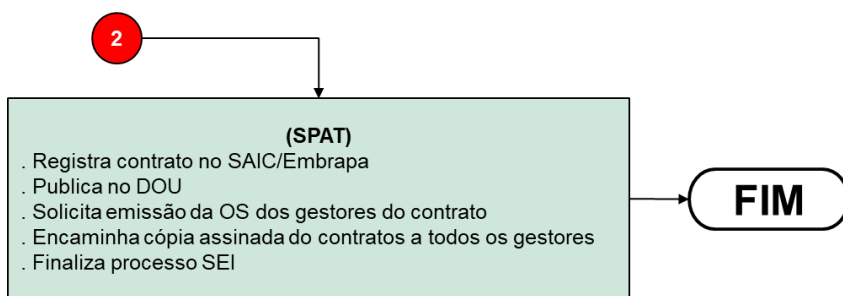 2
(SPAT)
. Registra contrato no SAIC/Embrapa
. Publica no DOU
. Solicita emissão da OS dos gestores do contrato
. Encaminha cópia assinada do contratos a todos os gestores
. Finaliza processo SEI
FIM